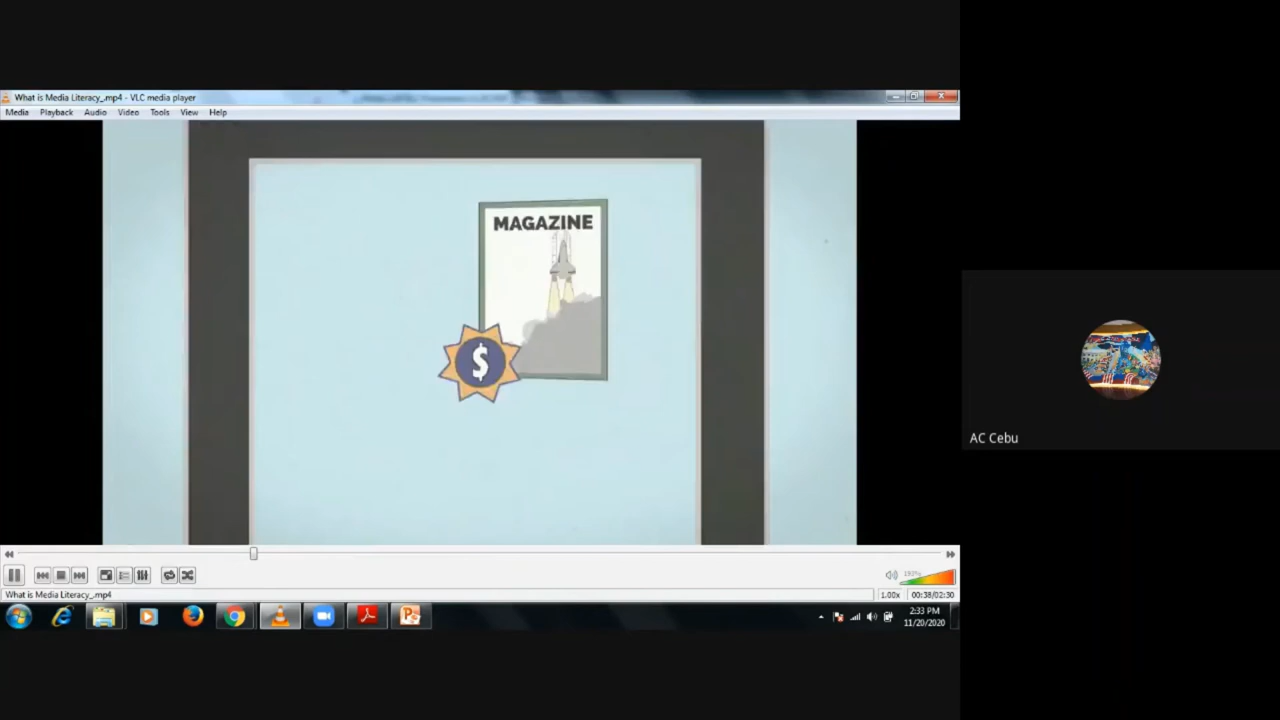 What is Media Literacy_.mp4 - VLC media player
Media Playback Audio Video Tools View Help
MAGAZINE
$
AC Cebu
What is Media Literacy_.mp4
1.00x 00:38/02:30
2:33 PM
11/20/2020